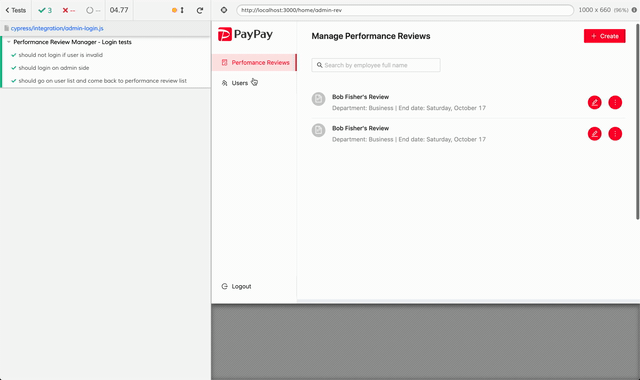 Tests 3 -- -- 04.77
http://localhost:3000/home/admin-rev 1000 x 660 (96%)
cypress/integration/admin-login.js
Performance Review Manager - Login tests
should not login if user is invalid
should login on admin side
should go on user list and come back to performance review list
PayPay
Manage Performance Reviews
+ Create
Perfomance Reviews
Users
Search by employee full name
Bob Fisher's Review
Department: Business | End date: Saturday, October 17
Bob Fisher's Review
Department: Business | End date: Saturday, October 17
Logout